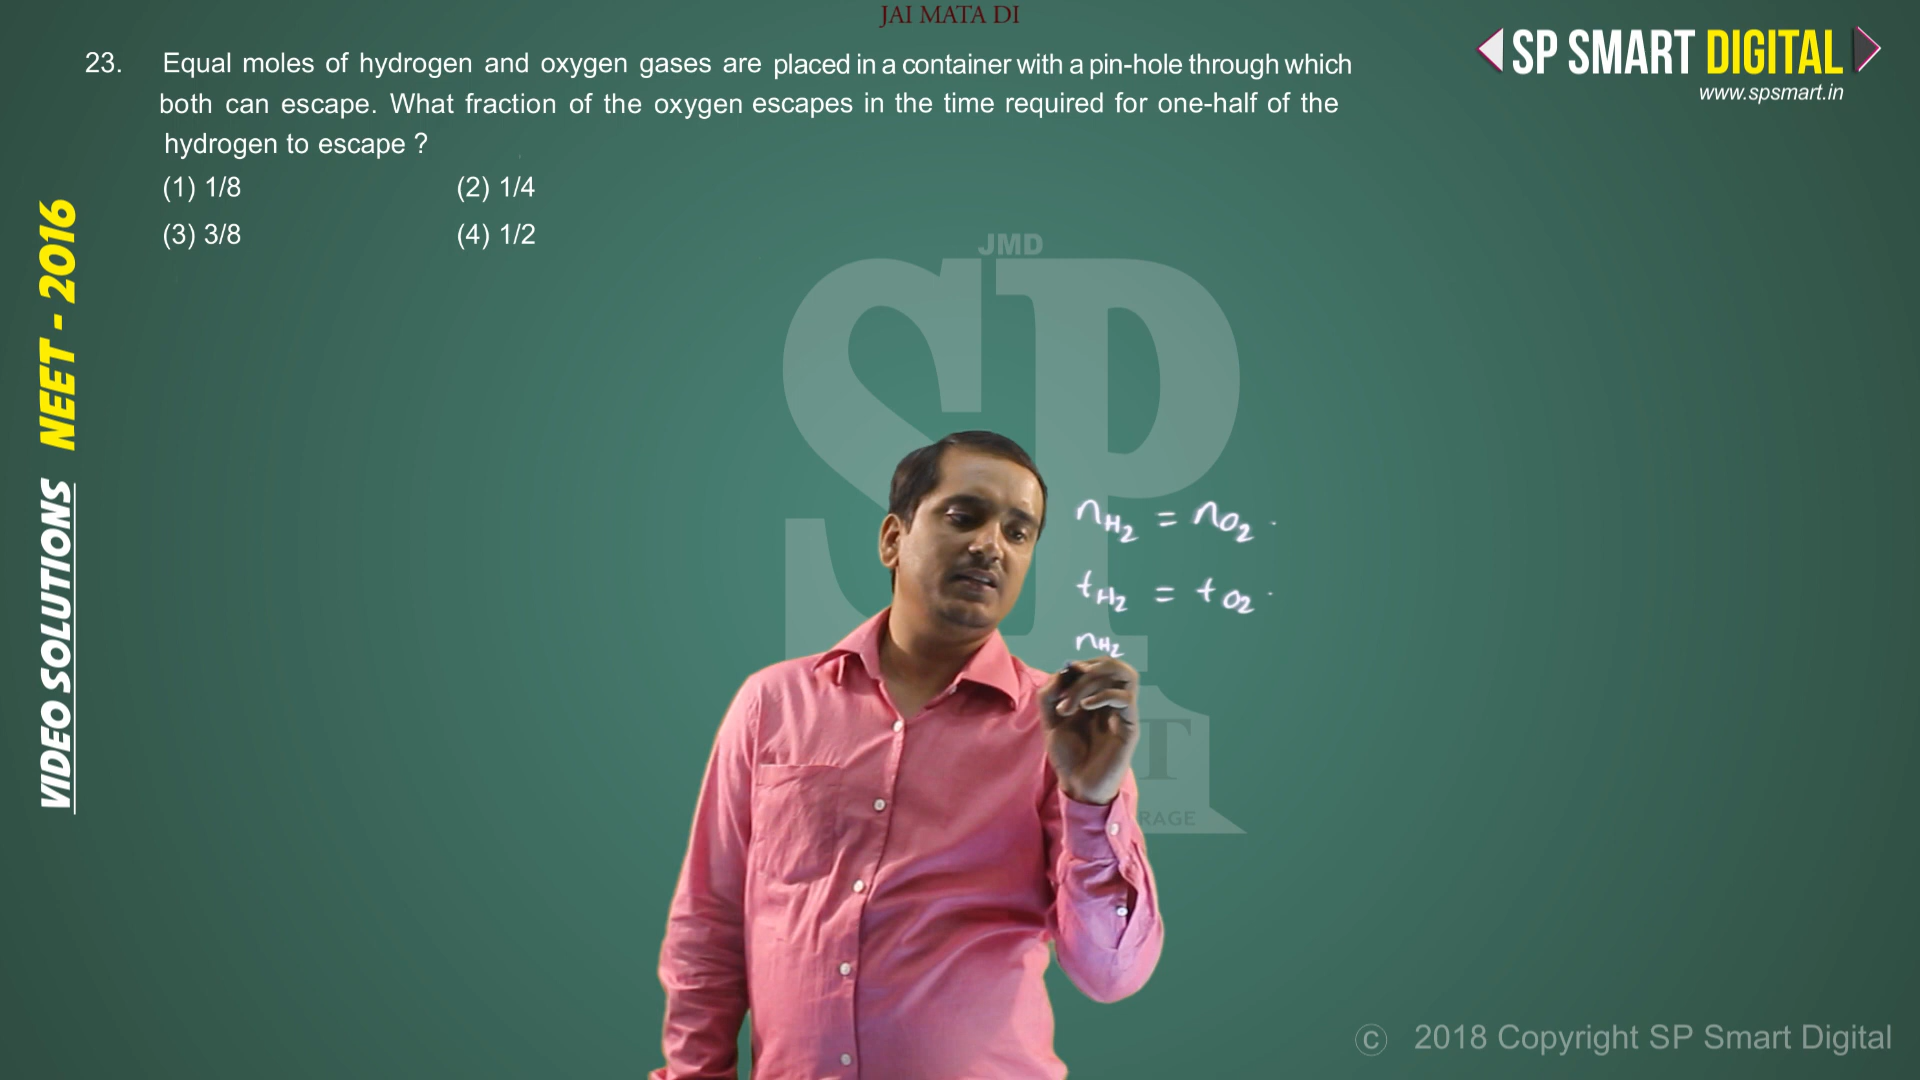 JAI MATA DI
SP SMART DIGITAL
www.spsmart.in
23. Equal moles of hydrogen and oxygen gases are placed in a container with a pin-hole through which
both can escape. What fraction of the oxygen escapes in the time required for one-half of the
hydrogen to escape ?
(1) 1/8 (2) 1/4
(3) 3/8 (4) 1/2
VIDEO SOLUTIONS NEET - 2016
JMD
SP
n_H2 = n_O2
t_H2 = t_O2
n_H2
T
RAGE
© 2018 Copyright SP Smart Digital